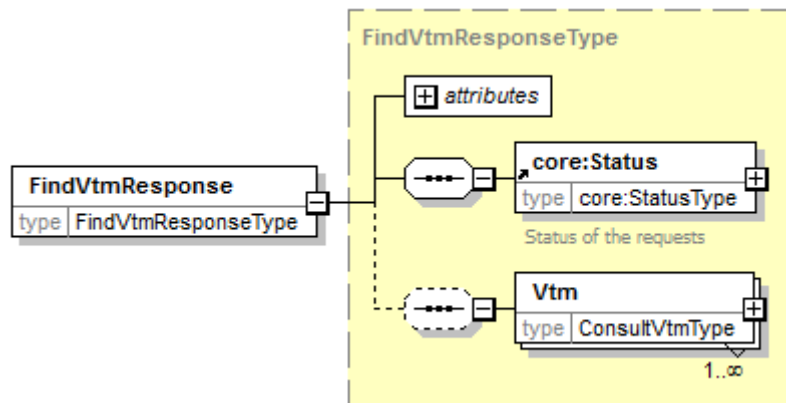 FindVtmResponseType
attributes
core:Status
type core:StatusType
Status of the requests
FindVtmResponse
type FindVtmResponseType
Vtm
type ConsultVtmType
1..∞